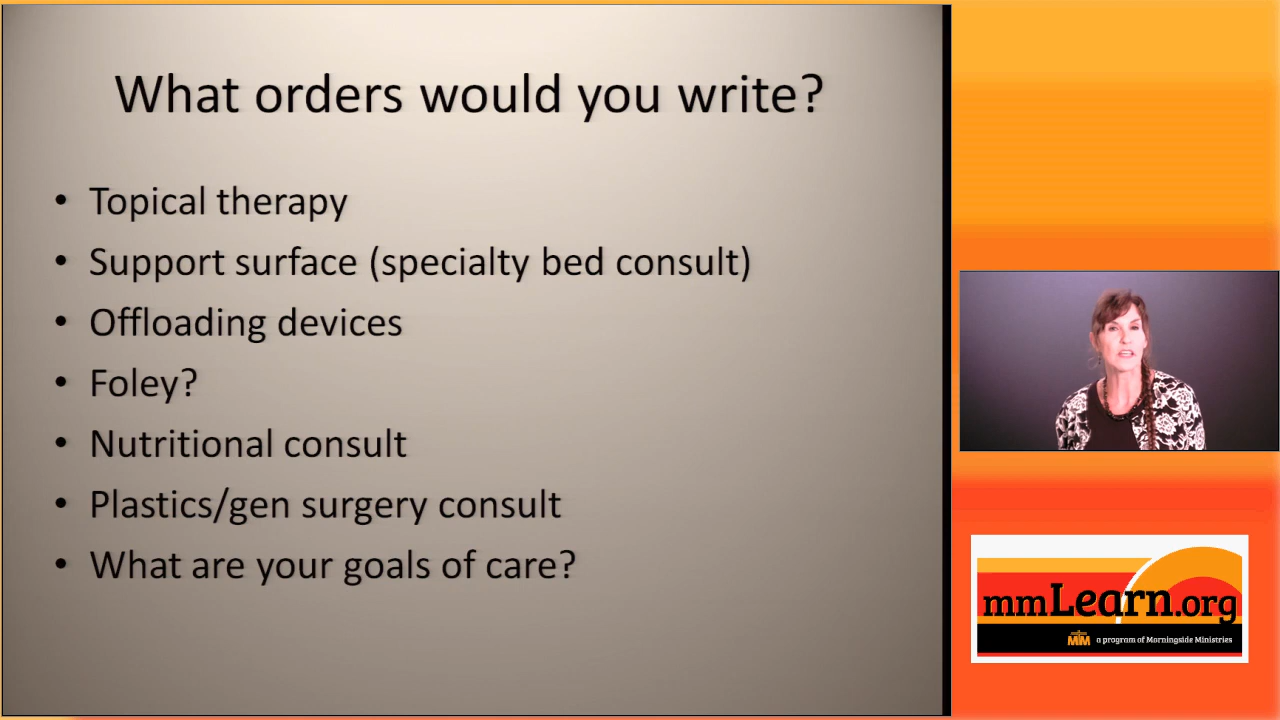 What orders would you write?
• Topical therapy
• Support surface (specialty bed consult)
• Offloading devices
• Foley?
• Nutritional consult
• Plastics/gen surgery consult
• What are your goals of care?
mmLearn.org
MM a program of Morningside Ministries